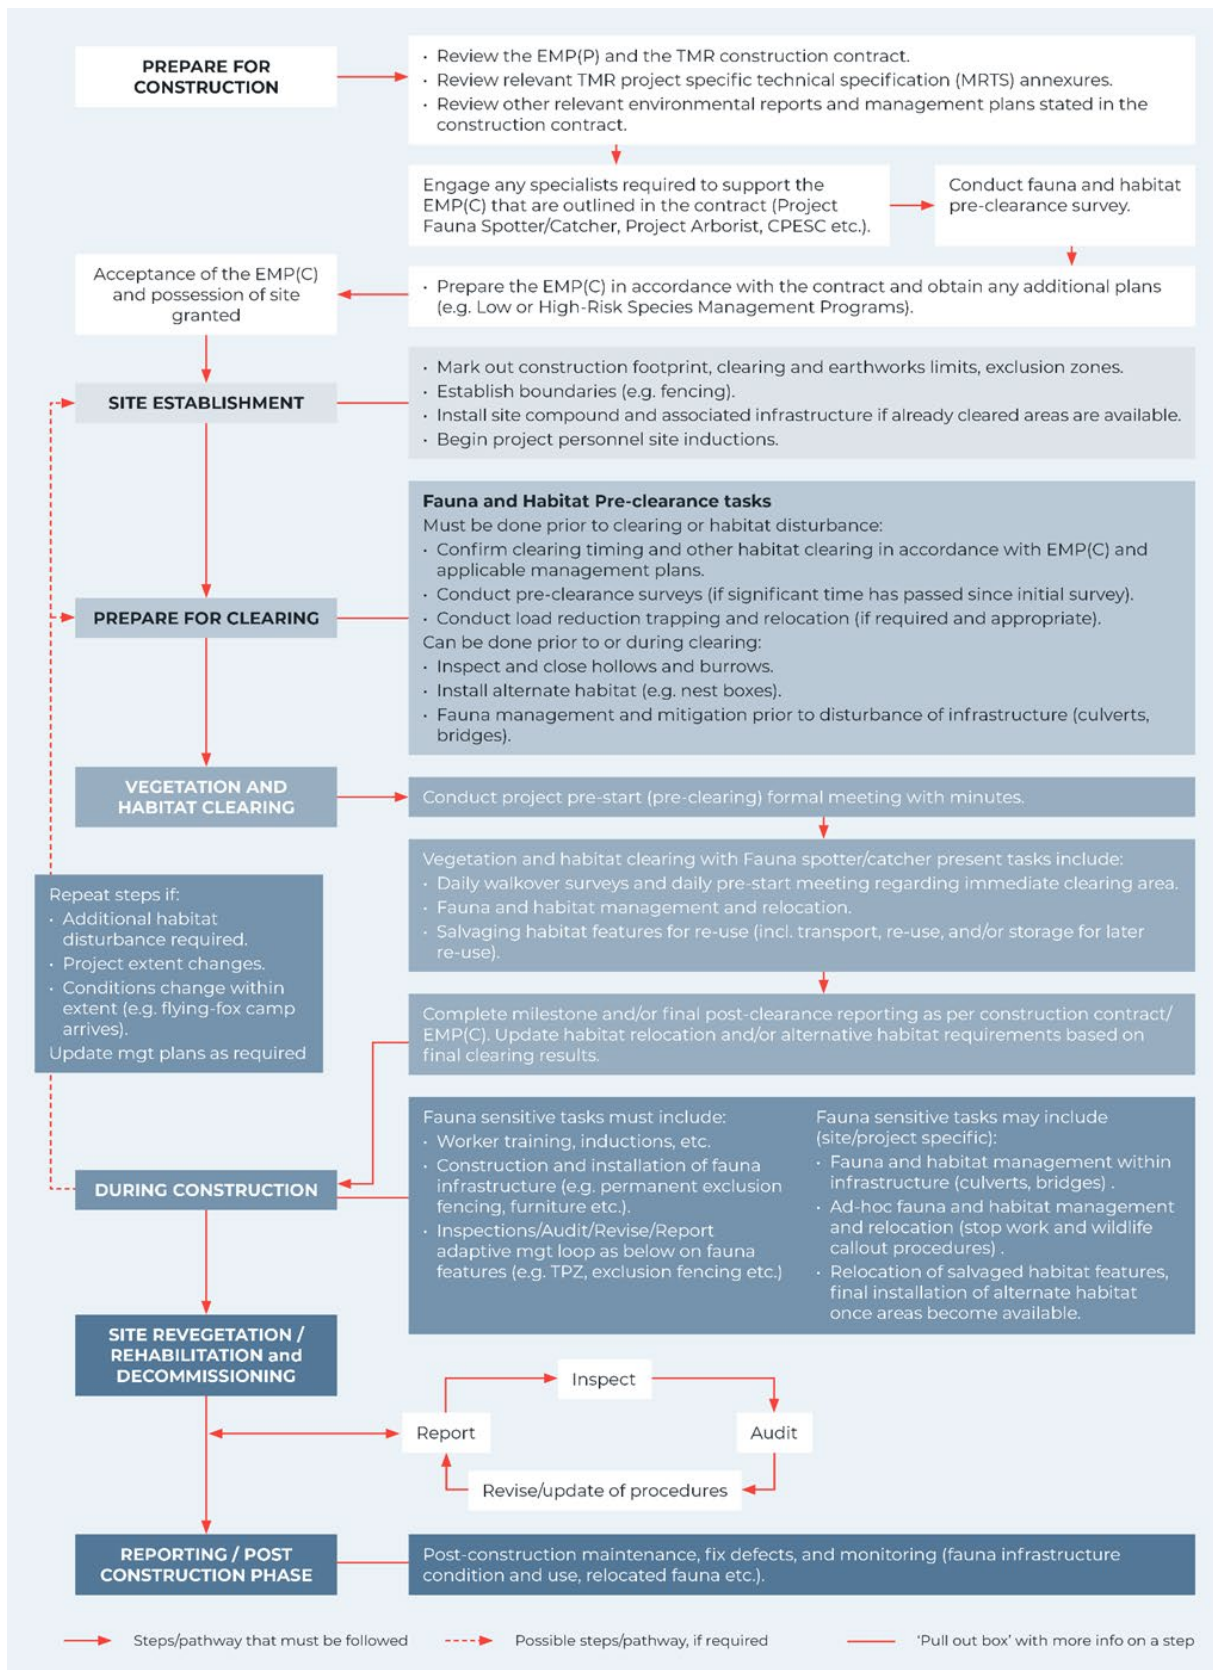 PREPARE FOR
CONSTRUCTION
· Review the EMP(P) and the TMR construction contract.
· Review relevant TMR project specific technical specification (MRTS) annexures.
· Review other relevant environmental reports and management plans stated in the
construction contract.
Engage any specialists required to support the
EMP(C) that are outlined in the contract (Project
Fauna Spotter/Catcher, Project Arborist, CPESC etc.).
Conduct fauna and habitat
pre-clearance survey.
Acceptance of the EMP(C)
and possession of site
granted
· Prepare the EMP(C) in accordance with the contract and obtain any additional plans
(e.g. Low or High-Risk Species Management Programs).
SITE ESTABLISHMENT
· Mark out construction footprint, clearing and earthworks limits, exclusion zones.
· Establish boundaries (e.g. fencing).
· Install site compound and associated infrastructure if already cleared areas are available.
· Begin project personnel site inductions.
PREPARE FOR CLEARING
Fauna and Habitat Pre-clearance tasks
Must be done prior to clearing or habitat disturbance:
· Confirm clearing timing and other habitat clearing in accordance with EMP(C) and
applicable management plans.
· Conduct pre-clearance surveys (if significant time has passed since initial survey).
· Conduct load reduction trapping and relocation (if required and appropriate).
Can be done prior to or during clearing:
· Inspect and close hollows and burrows.
· Install alternate habitat (e.g. nest boxes).
· Fauna management and mitigation prior to disturbance of infrastructure (culverts,
bridges).
VEGETATION AND
HABITAT CLEARING
Conduct project pre-start (pre-clearing) formal meeting with minutes.
Vegetation and habitat clearing with Fauna spotter/catcher present tasks include:
· Daily walkover surveys and daily pre-start meeting regarding immediate clearing area.
· Fauna and habitat management and relocation.
· Salvaging habitat features for re-use (incl. transport, re-use, and/or storage for later
re-use).
Repeat steps if:
· Additional habitat
disturbance required.
· Project extent changes.
· Conditions change within
extent (e.g. flying-fox camp
arrives).
Update mgt plans as required
Complete milestone and/or final post-clearance reporting as per construction contract/
EMP(C). Update habitat relocation and/or alternative habitat requirements based on
final clearing results.
DURING CONSTRUCTION
Fauna sensitive tasks must include:
· Worker training, inductions, etc.
· Construction and installation of fauna
infrastructure (e.g. permanent exclusion
fencing, furniture etc.).
· Inspections/Audit/Revise/Report
adaptive mgt loop as below on fauna
features (e.g. TPZ, exclusion fencing etc.)
Fauna sensitive tasks may include
(site/project specific):
· Fauna and habitat management within
infrastructure (culverts, bridges) .
· Ad-hoc fauna and habitat management
and relocation (stop work and wildlife
callout procedures) .
· Relocation of salvaged habitat features,
final installation of alternate habitat
once areas become available.
SITE REVEGETATION /
REHABILITATION and
DECOMMISSIONING
Inspect
Report
Audit
Revise/update of procedures
REPORTING / POST
CONSTRUCTION PHASE
Post-construction maintenance, fix defects, and monitoring (fauna infrastructure
condition and use, relocated fauna etc.).
Steps/pathway that must be followed
Possible steps/pathway, if required
'Pull out box' with more info on a step